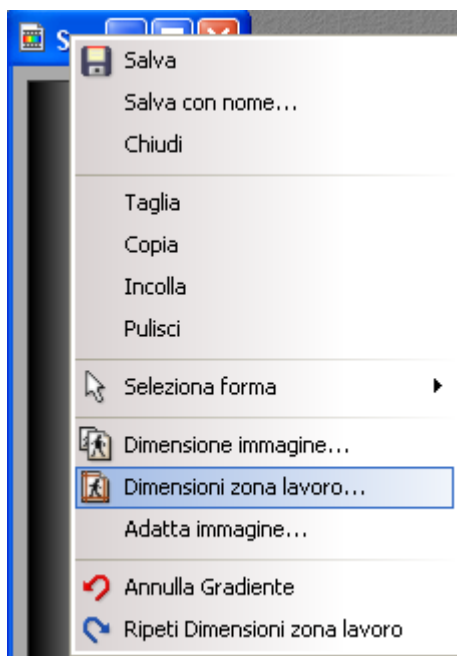 Salva
Salva con nome...
Chiudi
Taglia
Copia
Incolla
Pulisci
Seleziona forma
Dimensione immagine...
Dimensioni zona lavoro...
Adatta immagine...
Annulla Gradiente
Ripeti Dimensioni zona lavoro